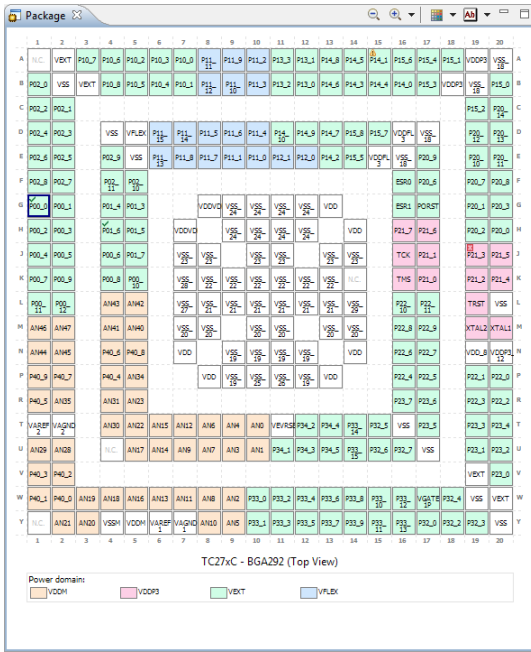 Package
1 2 3 4 5 6 7 8 9 10 11 12 13 14 15 16 17 18 19 20
A N.C. VEXT P10_7 P10_6 P10_2 P10_3 P10_0 P11_11 P11_9 P11_2 P13_3 P13_1 P14_8 P14_5 P14_1 P15_6 P15_4 P15_1 VDDP3 VSS_18 A
B P02_0 VSS VEXT P10_8 P10_5 P10_4 P10_1 P11_12 P11_10 P11_3 P13_2 P13_0 P14_6 P14_3 P14_4 P14_0 P15_3 VDDP3 VSS_18 P15_0 B
C P02_2 P02_1 P15_2 P20_14 C
D P02_4 P02_3 VSS VFLEX P11_15 P11_14 P11_5 P11_6 P11_4 P14_10 P14_9 P14_7 P15_8 P15_7 VDDFL3 VSS_18 P20_12 P20_13 D
E P02_6 P02_5 P02_9 VSS P11_13 P11_8 P11_7 P11_1 P11_0 P12_1 P12_0 P14_2 P15_5 VDDFL3 VSS_18 P20_9 P20_10 P20_11 E
F P02_8 P02_7 P02_11 P02_10 ESR0 P20_6 P20_7 P20_8 F
G P00_0 P00_1 P01_4 P01_3 VDDVD VSS_24 VSS_24 VSS_24 VDD ESR1 PORST P20_1 P20_3 G
H P00_2 P00_3 P01_6 P01_5 VDDVD VSS_24 VSS_24 VSS_24 VSS_24 VDD P21_7 P21_6 P20_2 P20_0 H
J P00_4 P00_5 P00_6 P01_7 VSS_23 VSS_23 VSS_23 VSS_23 VSS_23 VSS_23 TCK P21_1 P21_3 P21_5 J
K P00_7 P00_9 P00_8 P00_10 VSS_28 VSS_22 VSS_22 VSS_22 VSS_22 VSS_22 VSS_22 N.C. TMS P21_0 P21_2 P21_4 K
L P00_11 P00_12 AN43 AN42 VSS_27 VSS_21 VSS_21 VSS_21 VSS_21 VSS_21 VSS_21 VSS_29 P22_10 P22_11 TRST VSS L
M AN46 AN47 AN41 AN40 VSS_20 VSS_20 VSS_20 VSS_20 VSS_20 VSS_20 P22_8 P22_9 XTAL2 XTAL1 M
N AN44 AN45 P40_6 P40_8 VDD VSS_19 VSS_19 VSS_19 VSS_19 VDD P22_6 P22_7 VDD_8 VDDP3_12 N
P P40_9 P40_7 P40_4 AN34 VDD VSS_19 VSS_25 VSS_26 VSS_19 VDD P22_4 P22_5 P22_1 P22_0 P
R P40_5 AN35 AN31 AN23 P23_7 P23_6 P22_3 P22_2 R
T VAREF2 VAGND2 AN30 AN22 AN15 AN12 AN6 AN4 AN0 VEVRSE P34_2 P34_4 P33_14 P32_5 VSS P23_5 P23_3 P23_4 T
U AN29 AN28 N.C. AN17 AN14 AN9 AN7 AN3 AN1 P34_1 P34_3 P34_5 P33_15 P32_6 P32_7 VSS P23_1 P23_2 U
V P40_3 P40_2 VEXT P23_0 V
W P40_1 P40_0 AN19 AN18 AN16 AN13 AN11 AN8 AN2 P33_0 P33_2 P33_4 P33_6 P33_8 P33_10 P33_12 VGATE1P P32_4 VSS VEXT W
Y N.C. AN21 AN20 VSSM VDDM VAREF1 VAGND1 AN10 AN5 P33_1 P33_3 P33_5 P33_7 P33_9 P33_11 P33_13 P32_0 P32_2 P32_3 VSS Y
1 2 3 4 5 6 7 8 9 10 11 12 13 14 15 16 17 18 19 20
TC27xC - BGA292 (Top View)
Power domain:
VDDM VDDP3 VEXT VFLEX